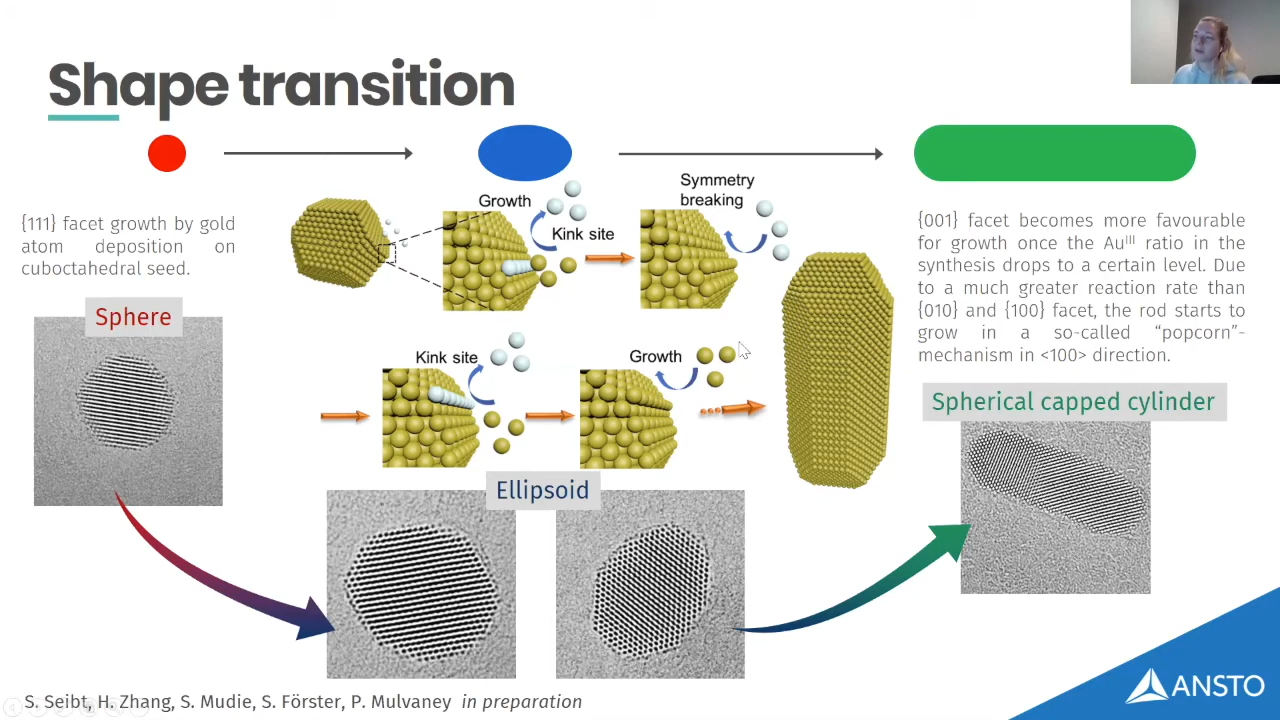 Shape transition
{111} facet growth by gold
atom deposition on
cuboctahedral seed.
Sphere
Growth
Kink site
Symmetry
breaking
Kink site
Growth
Ellipsoid
{001} facet becomes more favourable
for growth once the Auᴵᴵᴵ ratio in the
synthesis drops to a certain level. Due
to a much greater reaction rate than
{010} and {100} facet, the rod starts to
grow in a so-called “popcorn”-
mechanism in <100> direction.
Spherical capped cylinder
S. Seibt, H. Zhang, S. Mudie, S. Förster, P. Mulvaney in preparation
ANSTO